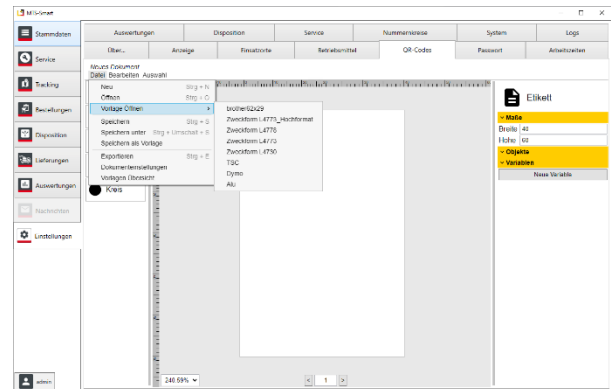 MTS-Smart
Stammdaten
Service
Tracking
Bestellungen
Disposition
Lieferungen
Auswertungen
Nachrichten
Einstellungen
admin
Auswertungen Disposition Service Nummernkreise System Logs
Über... Anzeige Einsatzorte Betriebsmittel QR-Codes Passwort Arbeitszeiten
Neues Dokument
Datei Bearbeiten Auswahl
Neu Strg + N
Öffnen Strg + O
Vorlage Öffnen
Speichern Strg + S
Speichern unter Strg + Umschalt + S
Speichern als Vorlage
Exportieren Strg + E
Dokumenteinstellungen
Vorlagen Übersicht
brother62x29
Zweckform L4773_Hochformat
Zweckform L4776
Zweckform L4773
Zweckform L4730
TSC
Dymo
Alu
Kreis
240.59%
< 1 >
Etikett
Maße
Breite 40
Höhe 60
Objekte
Variablen
Neue Variable